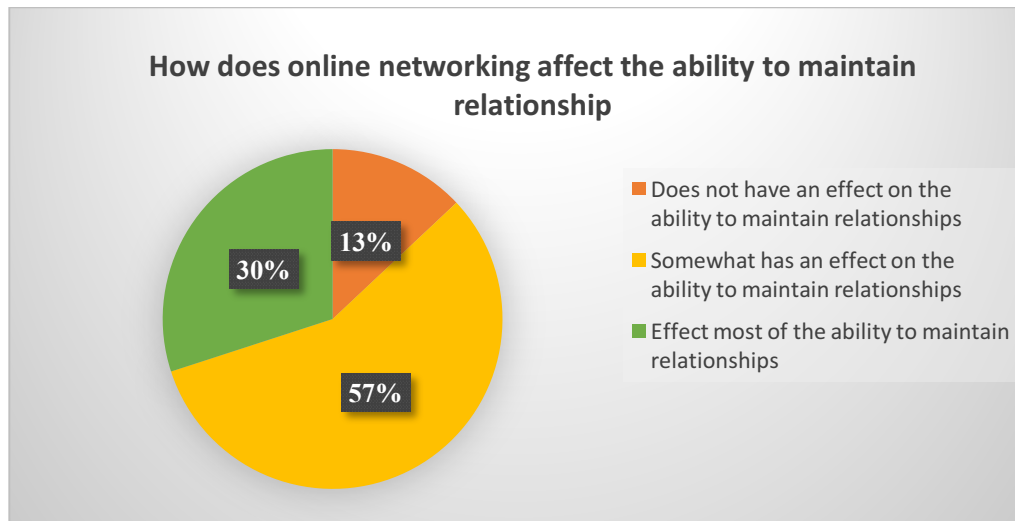 How does online networking affect the ability to maintain
relationship
13%
30%
57%
Does not have an effect on the
ability to maintain relationships
Somewhat has an effect on the
ability to maintain relationships
Effect most of the ability to maintain
relationships